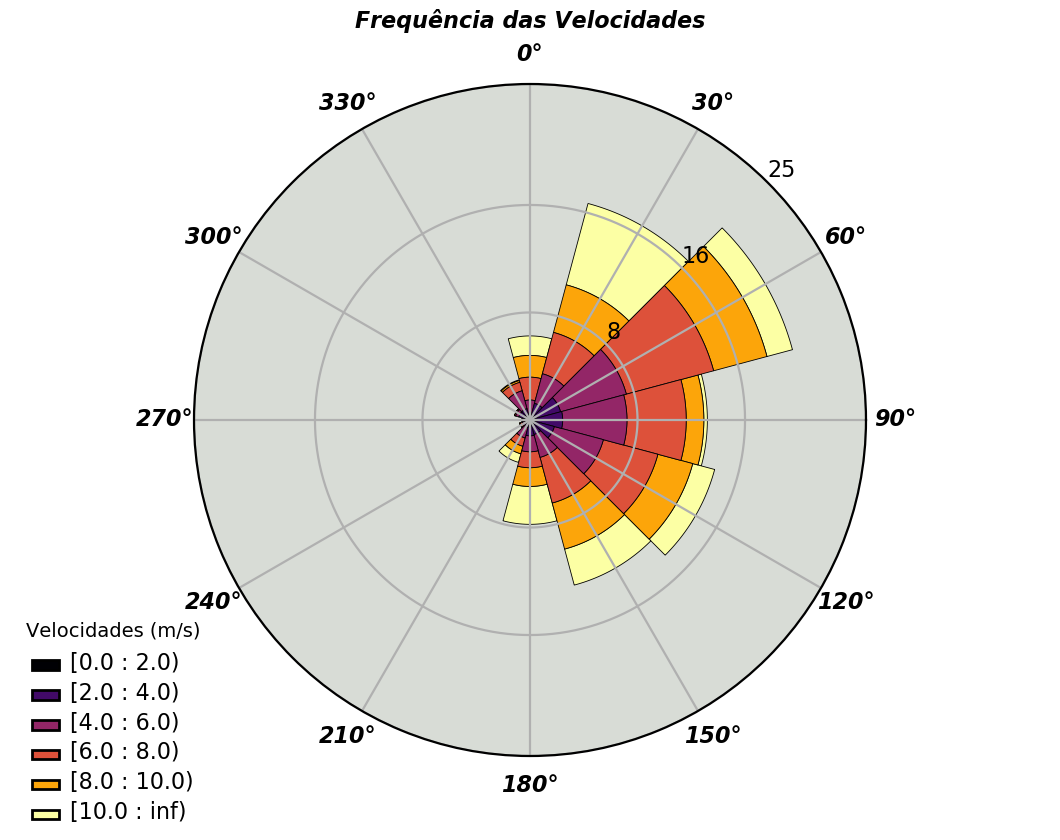 Frequência das Velocidades
0°
330°
30°
25
300°
60°
16
8
270°
90°
240°
120°
210°
150°
180°
Velocidades (m/s)
[0.0 : 2.0)
[2.0 : 4.0)
[4.0 : 6.0)
[6.0 : 8.0)
[8.0 : 10.0)
[10.0 : inf)